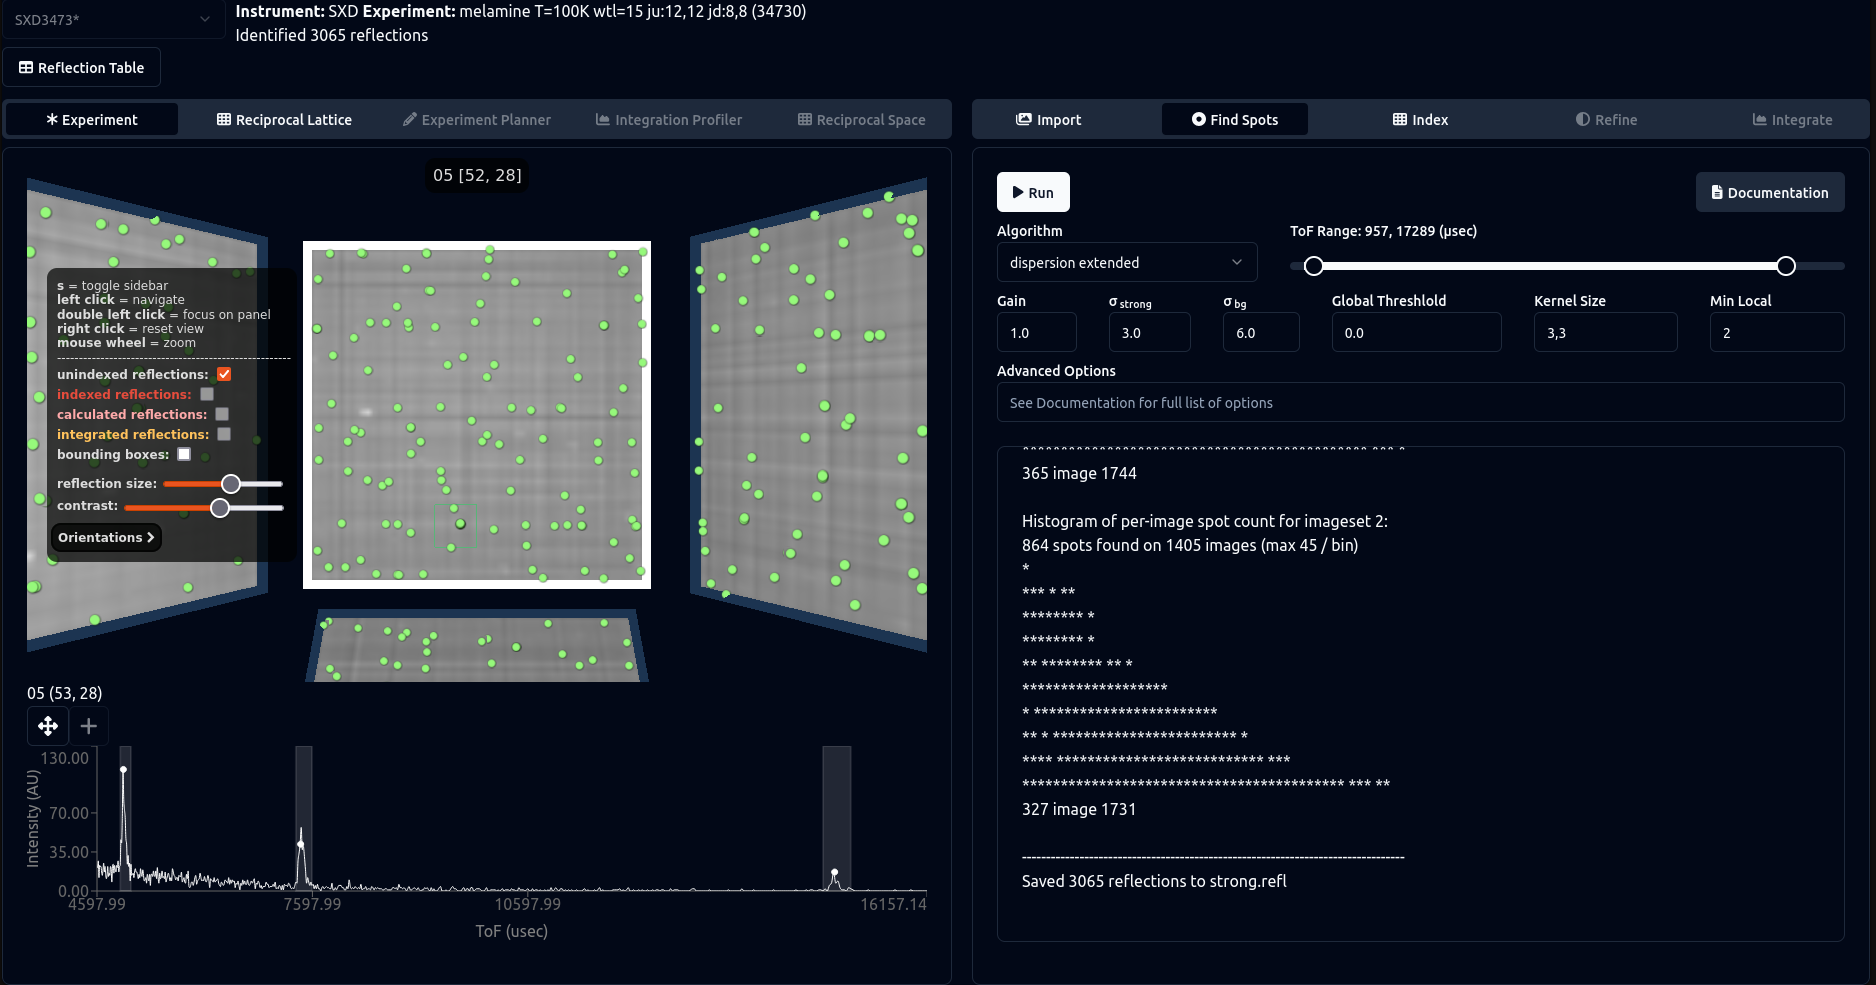 SXD3473*
Instrument: SXD Experiment: melamine T=100K wtl=15 ju:12,12 jd:8,8 (34730)
Identified 3065 reflections
Reflection Table
Experiment
Reciprocal Lattice
Experiment Planner
Integration Profiler
Reciprocal Space
Import
Find Spots
Index
Refine
Integrate
05 [52, 28]
s = toggle sidebar
left click = navigate
double left click = focus on panel
right click = reset view
mouse wheel = zoom
unindexed reflections:
indexed reflections:
calculated reflections:
integrated reflections:
bounding boxes:
reflection size:
contrast:
Orientations
05 (53, 28)
Intensity (AU)
130.00
70.00
35.00
0.00
4597.99
7597.99
10597.99
16157.14
ToF (usec)
Run
Documentation
Algorithm
dispersion extended
ToF Range: 957, 17289 (μsec)
Gain
σ strong
σ bg
Global Threshlold
Kernel Size
Min Local
1.0
3.0
6.0
0.0
3,3
2
Advanced Options
See Documentation for full list of options
365 image 1744
Histogram of per-image spot count for imageset 2:
864 spots found on 1405 images (max 45 / bin)
*
*** * **
******** *
******** *
** ******** ** *
*******************
* ************************
** * ************************ *
**** *************************** ***
****************************************** *** **
327 image 1731
--------------------------------------------------------------------------------
Saved 3065 reflections to strong.refl